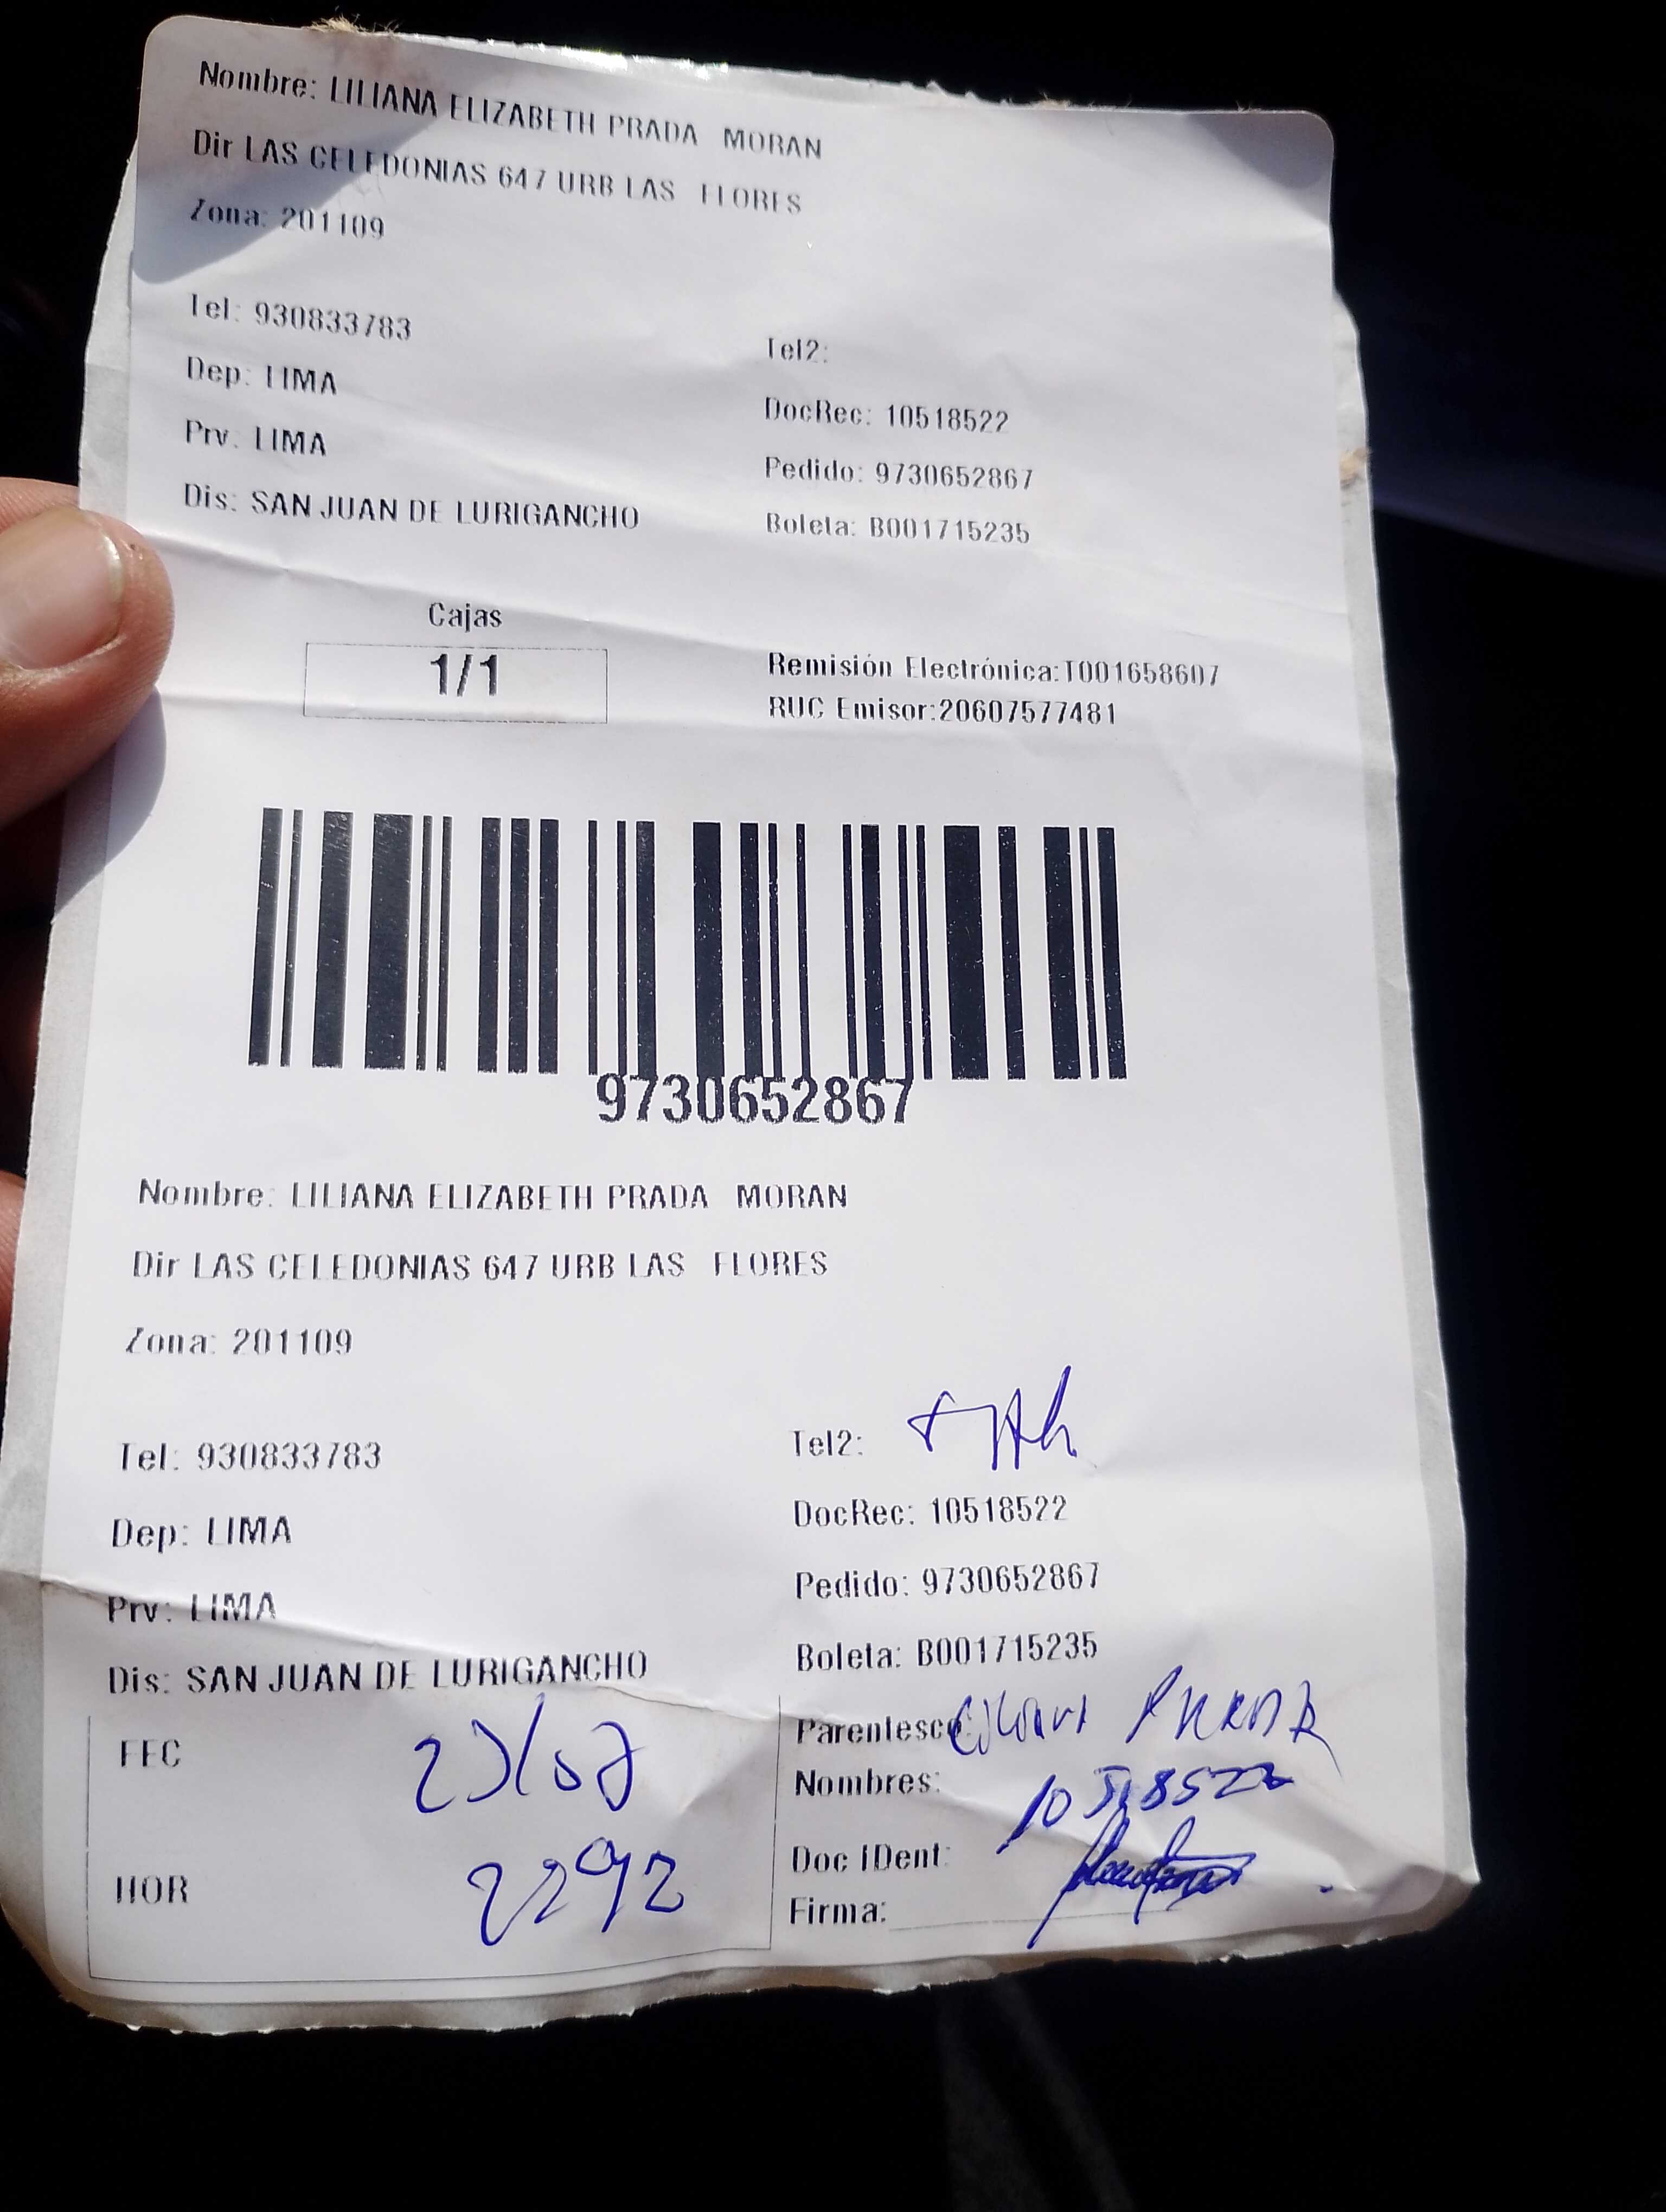 Nombre: LILIANA ELIZABETH PRADA MORAN
Dir LAS CELEDONIAS 647 URB LAS FLORES
Zona: 201109
Tel: 930833783
Tel2:
Dep: LIMA
DocRec: 10518522
Prv: LIMA
Pedido: 9730652867
Dis: SAN JUAN DE LURIGANCHO
Boleta: B001715235
Cajas
1/1
Remisión Electrónica:T001658607
RUC Emisor:20607577481
9730652867
Nombre: LILIANA ELIZABETH PRADA MORAN
Dir LAS CELEDONIAS 647 URB LAS FLORES
Zona: 201109
Tel: 930833783
Tel2:
Dep: LIMA
DocRec: 10518522
Prv: LIMA
Pedido: 9730652867
Dis: SAN JUAN DE LURIGANCHO
Boleta: B001715235
FEC
Parentesco:
Nombres:
10518522
HOR
Doc iDent:
Firma: